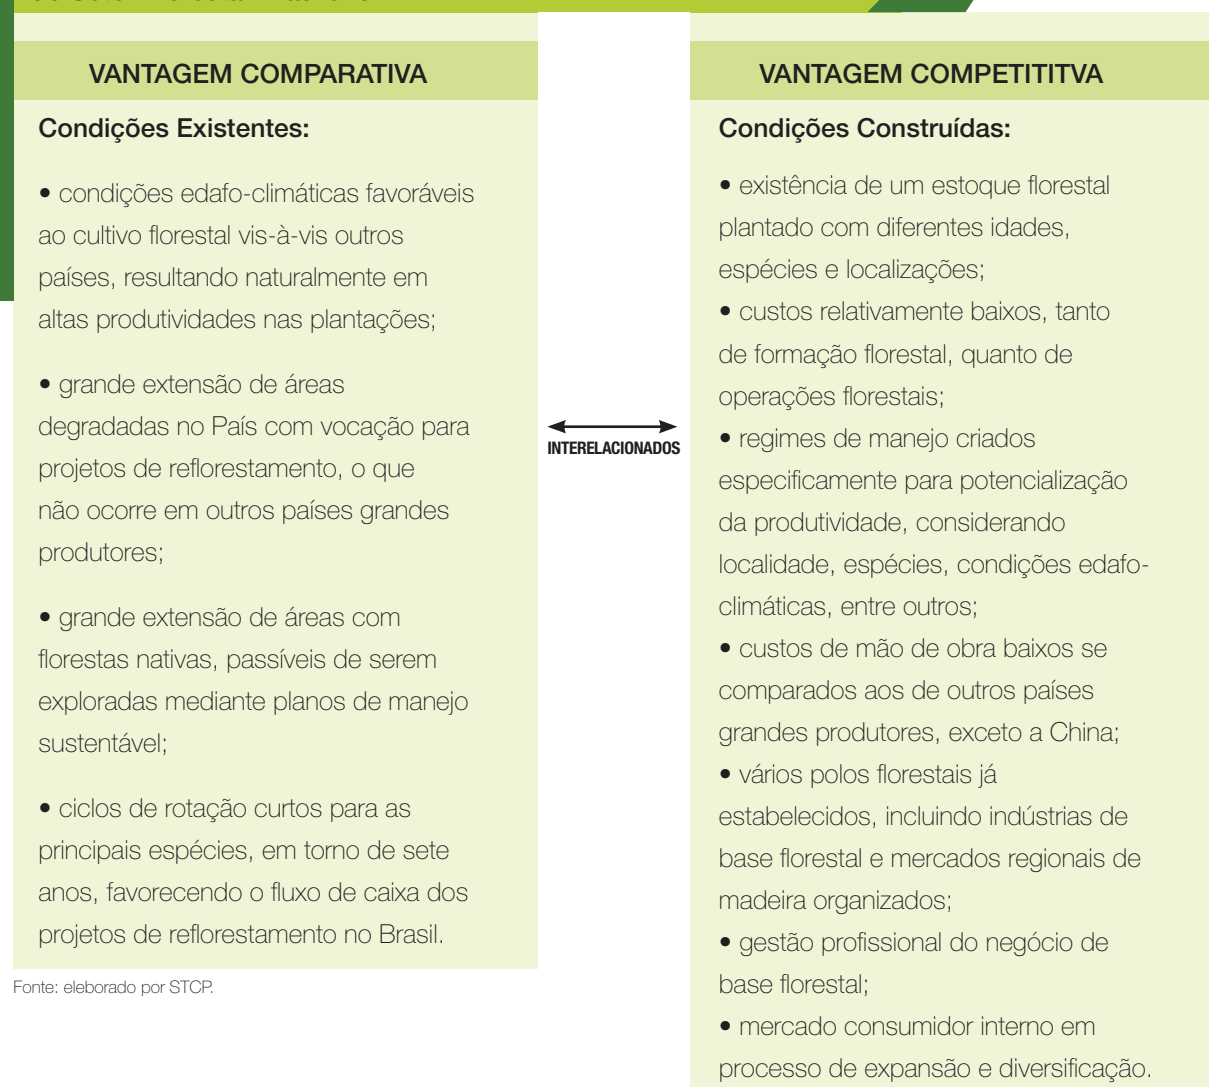 VANTAGEM COMPARATIVA
Condições Existentes:
• condições edafo-climáticas favoráveis
ao cultivo florestal vis-à-vis outros
países, resultando naturalmente em
altas produtividades nas plantações;
• grande extensão de áreas
degradadas no País com vocação para
projetos de reflorestamento, o que
não ocorre em outros países grandes
produtores;
• grande extensão de áreas com
florestas nativas, passíveis de serem
exploradas mediante planos de manejo
sustentável;
• ciclos de rotação curtos para as
principais espécies, em torno de sete
anos, favorecendo o fluxo de caixa dos
projetos de reflorestamento no Brasil.
Fonte: eleborado por STCP.
INTERELACIONADOS
VANTAGEM COMPETITITVA
Condições Construídas:
• existência de um estoque florestal
plantado com diferentes idades,
espécies e localizações;
• custos relativamente baixos, tanto
de formação florestal, quanto de
operações florestais;
• regimes de manejo criados
especificamente para potencialização
da produtividade, considerando
localidade, espécies, condições edafo-
climáticas, entre outros;
• custos de mão de obra baixos se
comparados aos de outros países
grandes produtores, exceto a China;
• vários polos florestais já
estabelecidos, incluindo indústrias de
base florestal e mercados regionais de
madeira organizados;
• gestão profissional do negócio de
base florestal;
• mercado consumidor interno em
processo de expansão e diversificação.